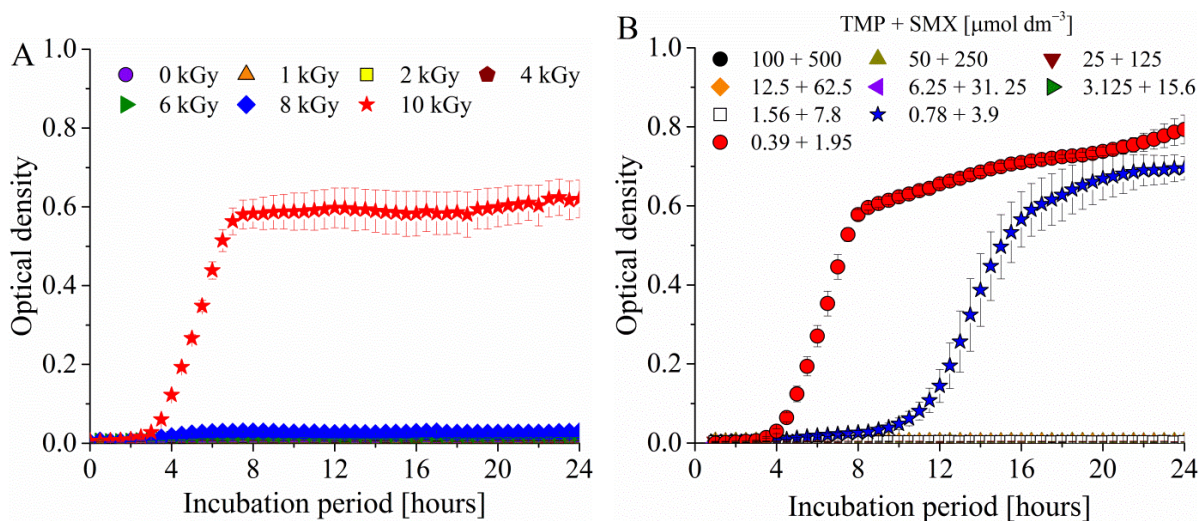 A
1.0
0.8
0.6
0.4
0.2
0.0
Optical density
0 kGy 1 kGy 2 kGy 4 kGy
6 kGy 8 kGy 10 kGy
0 4 8 12 16 20 24
Incubation period [hours]
B
TMP + SMX [μmol dm⁻³]
1.0
0.8
0.6
0.4
0.2
0.0
Optical density
100 + 500 50 + 250 25 + 125
12.5 + 62.5 6.25 + 31. 25 3.125 + 15.6
1.56 + 7.8 0.78 + 3.9
0.39 + 1.95
0 4 8 12 16 20 24
Incubation period [hours]